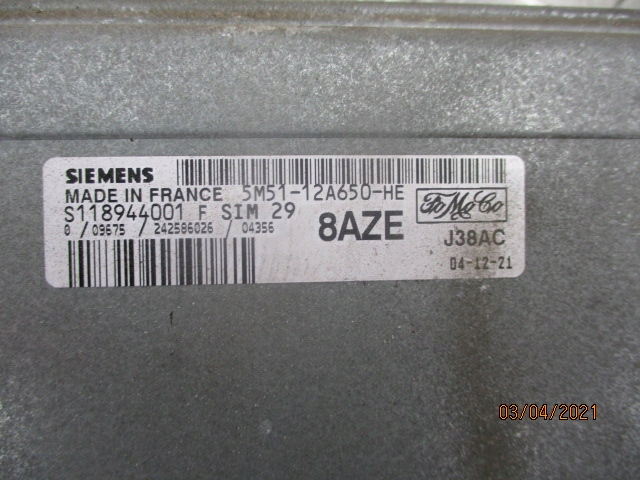 SIEMENS
MADE IN FRANCE 5M51-12A650-HE
S118944001 F SIM 29
0 / 09675 / 242586026 / 04356
8AZE
FoMoCo
J38AC
04-12-21
03/04/2021